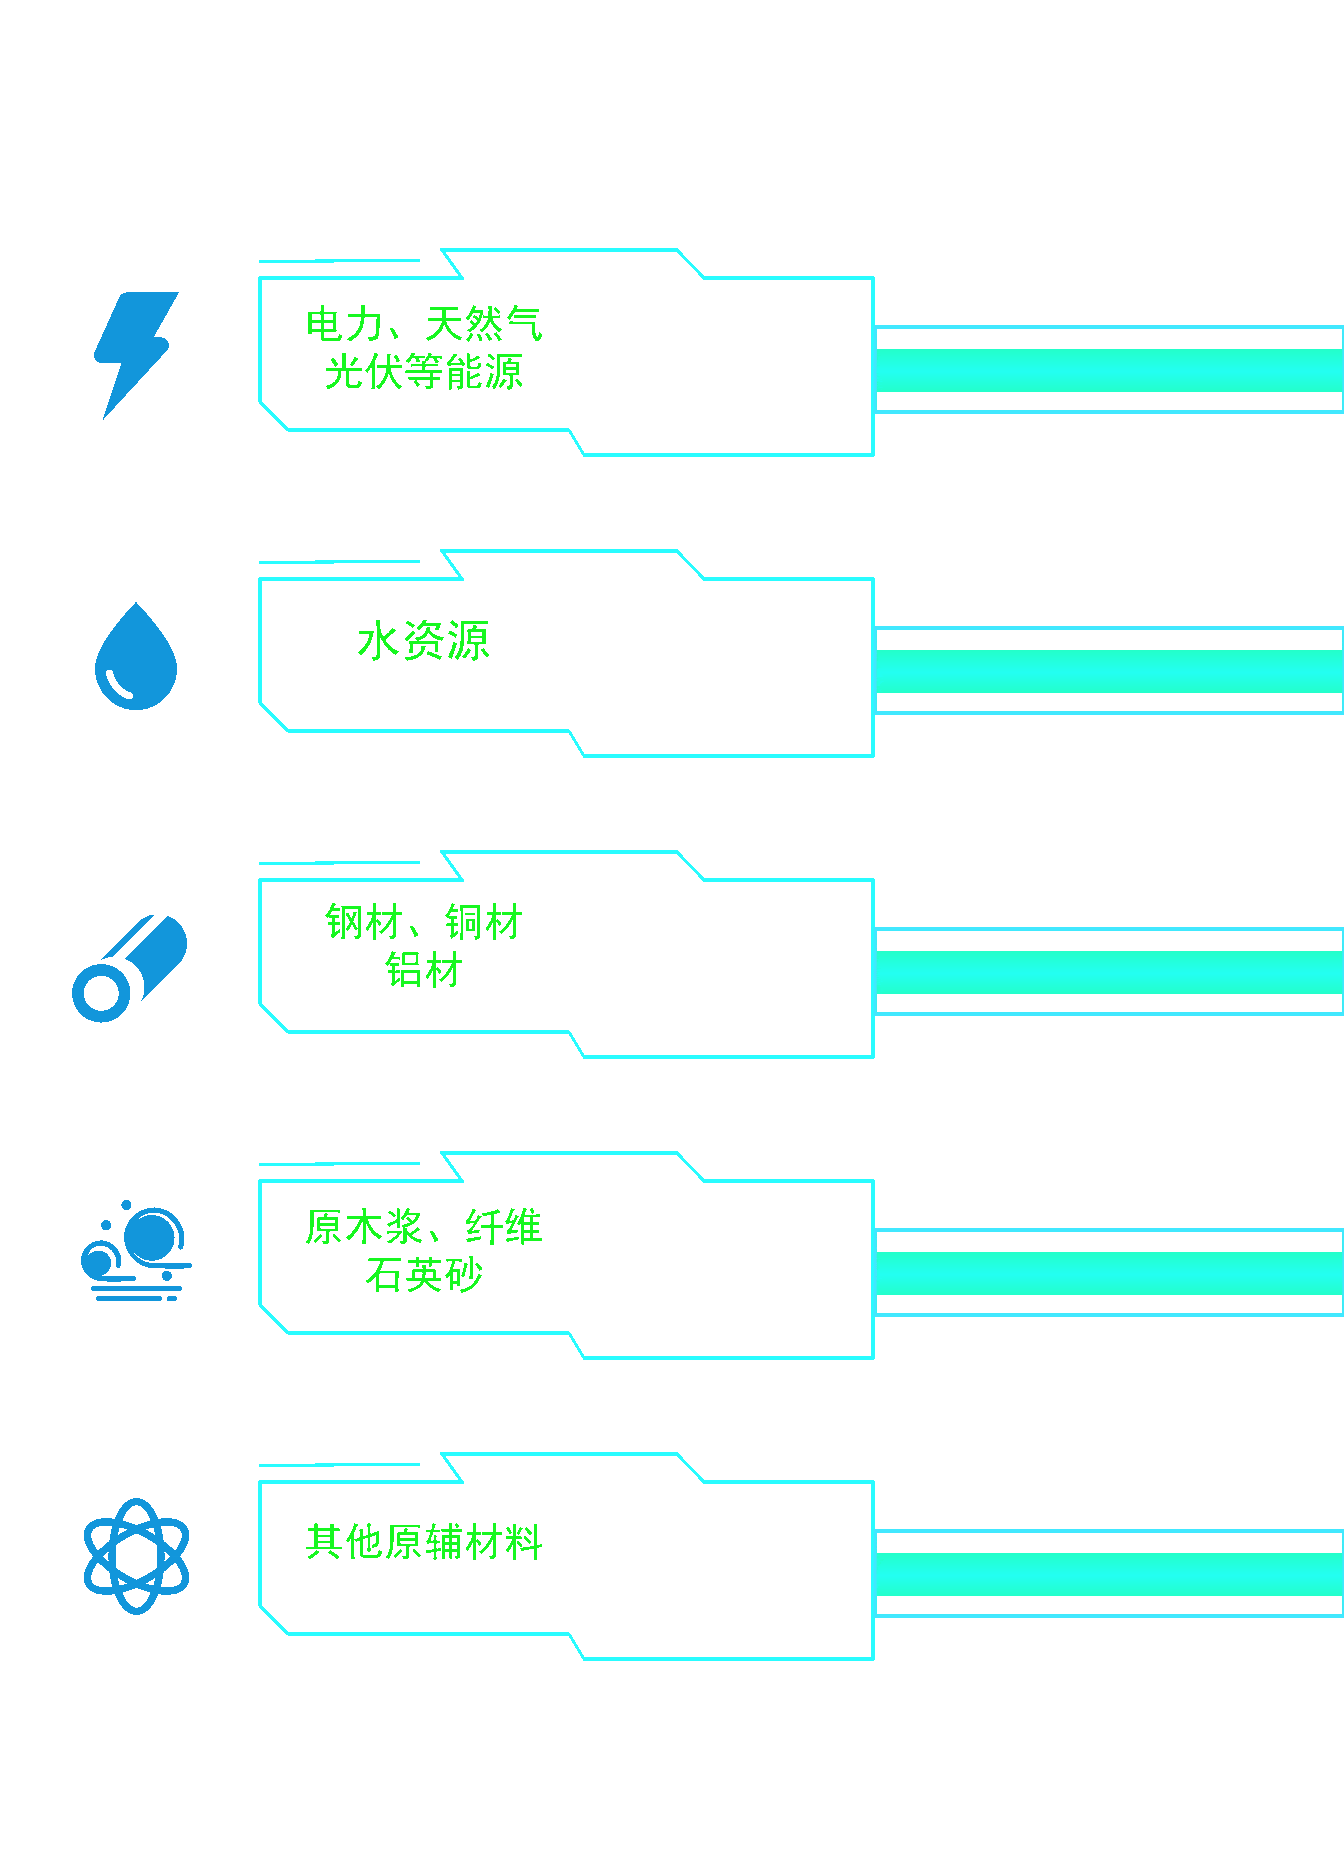 电力、天然气
光伏等能源
水资源
钢材、铜材
铝材
原木浆、纤维
石英砂
其他原辅材料